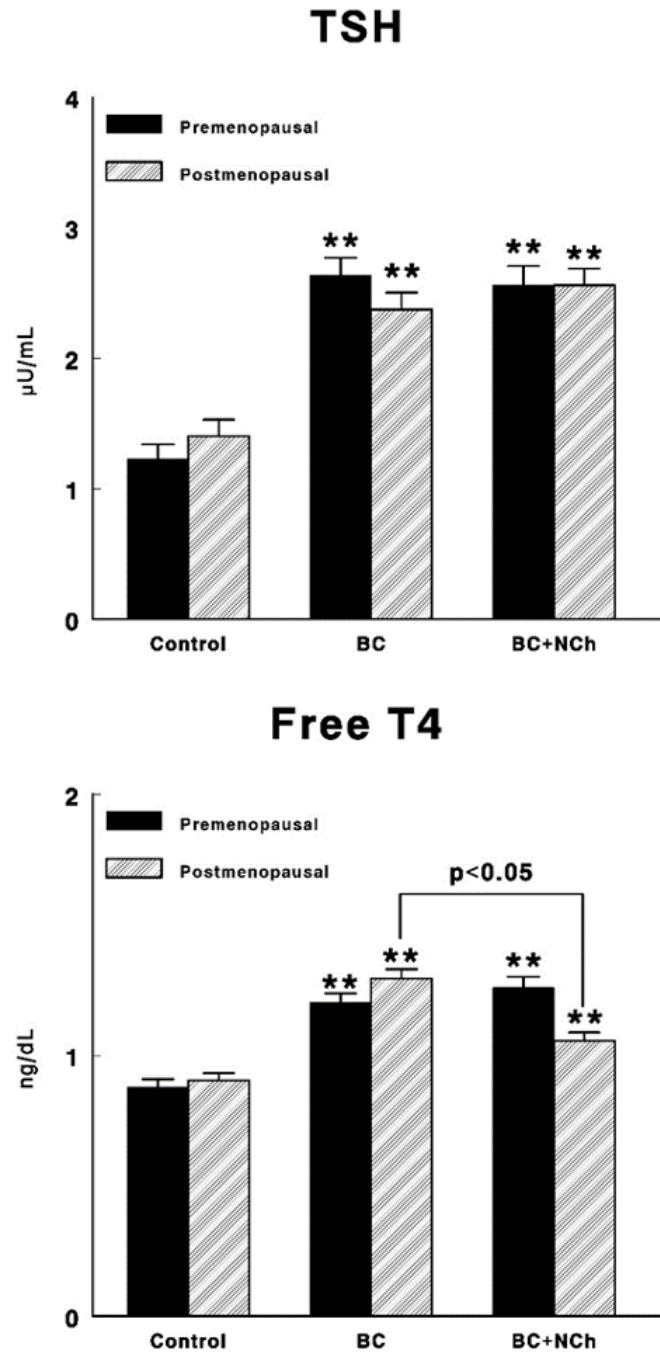 TSH
4
Premenopausal
Postmenopausal
3
** ** ** **
2
µU/mL
1
0
Control BC BC+NCh
Free T4
2
Premenopausal
Postmenopausal
p<0.05
** ** ** **
1
ng/dL
0
Control BC BC+NCh